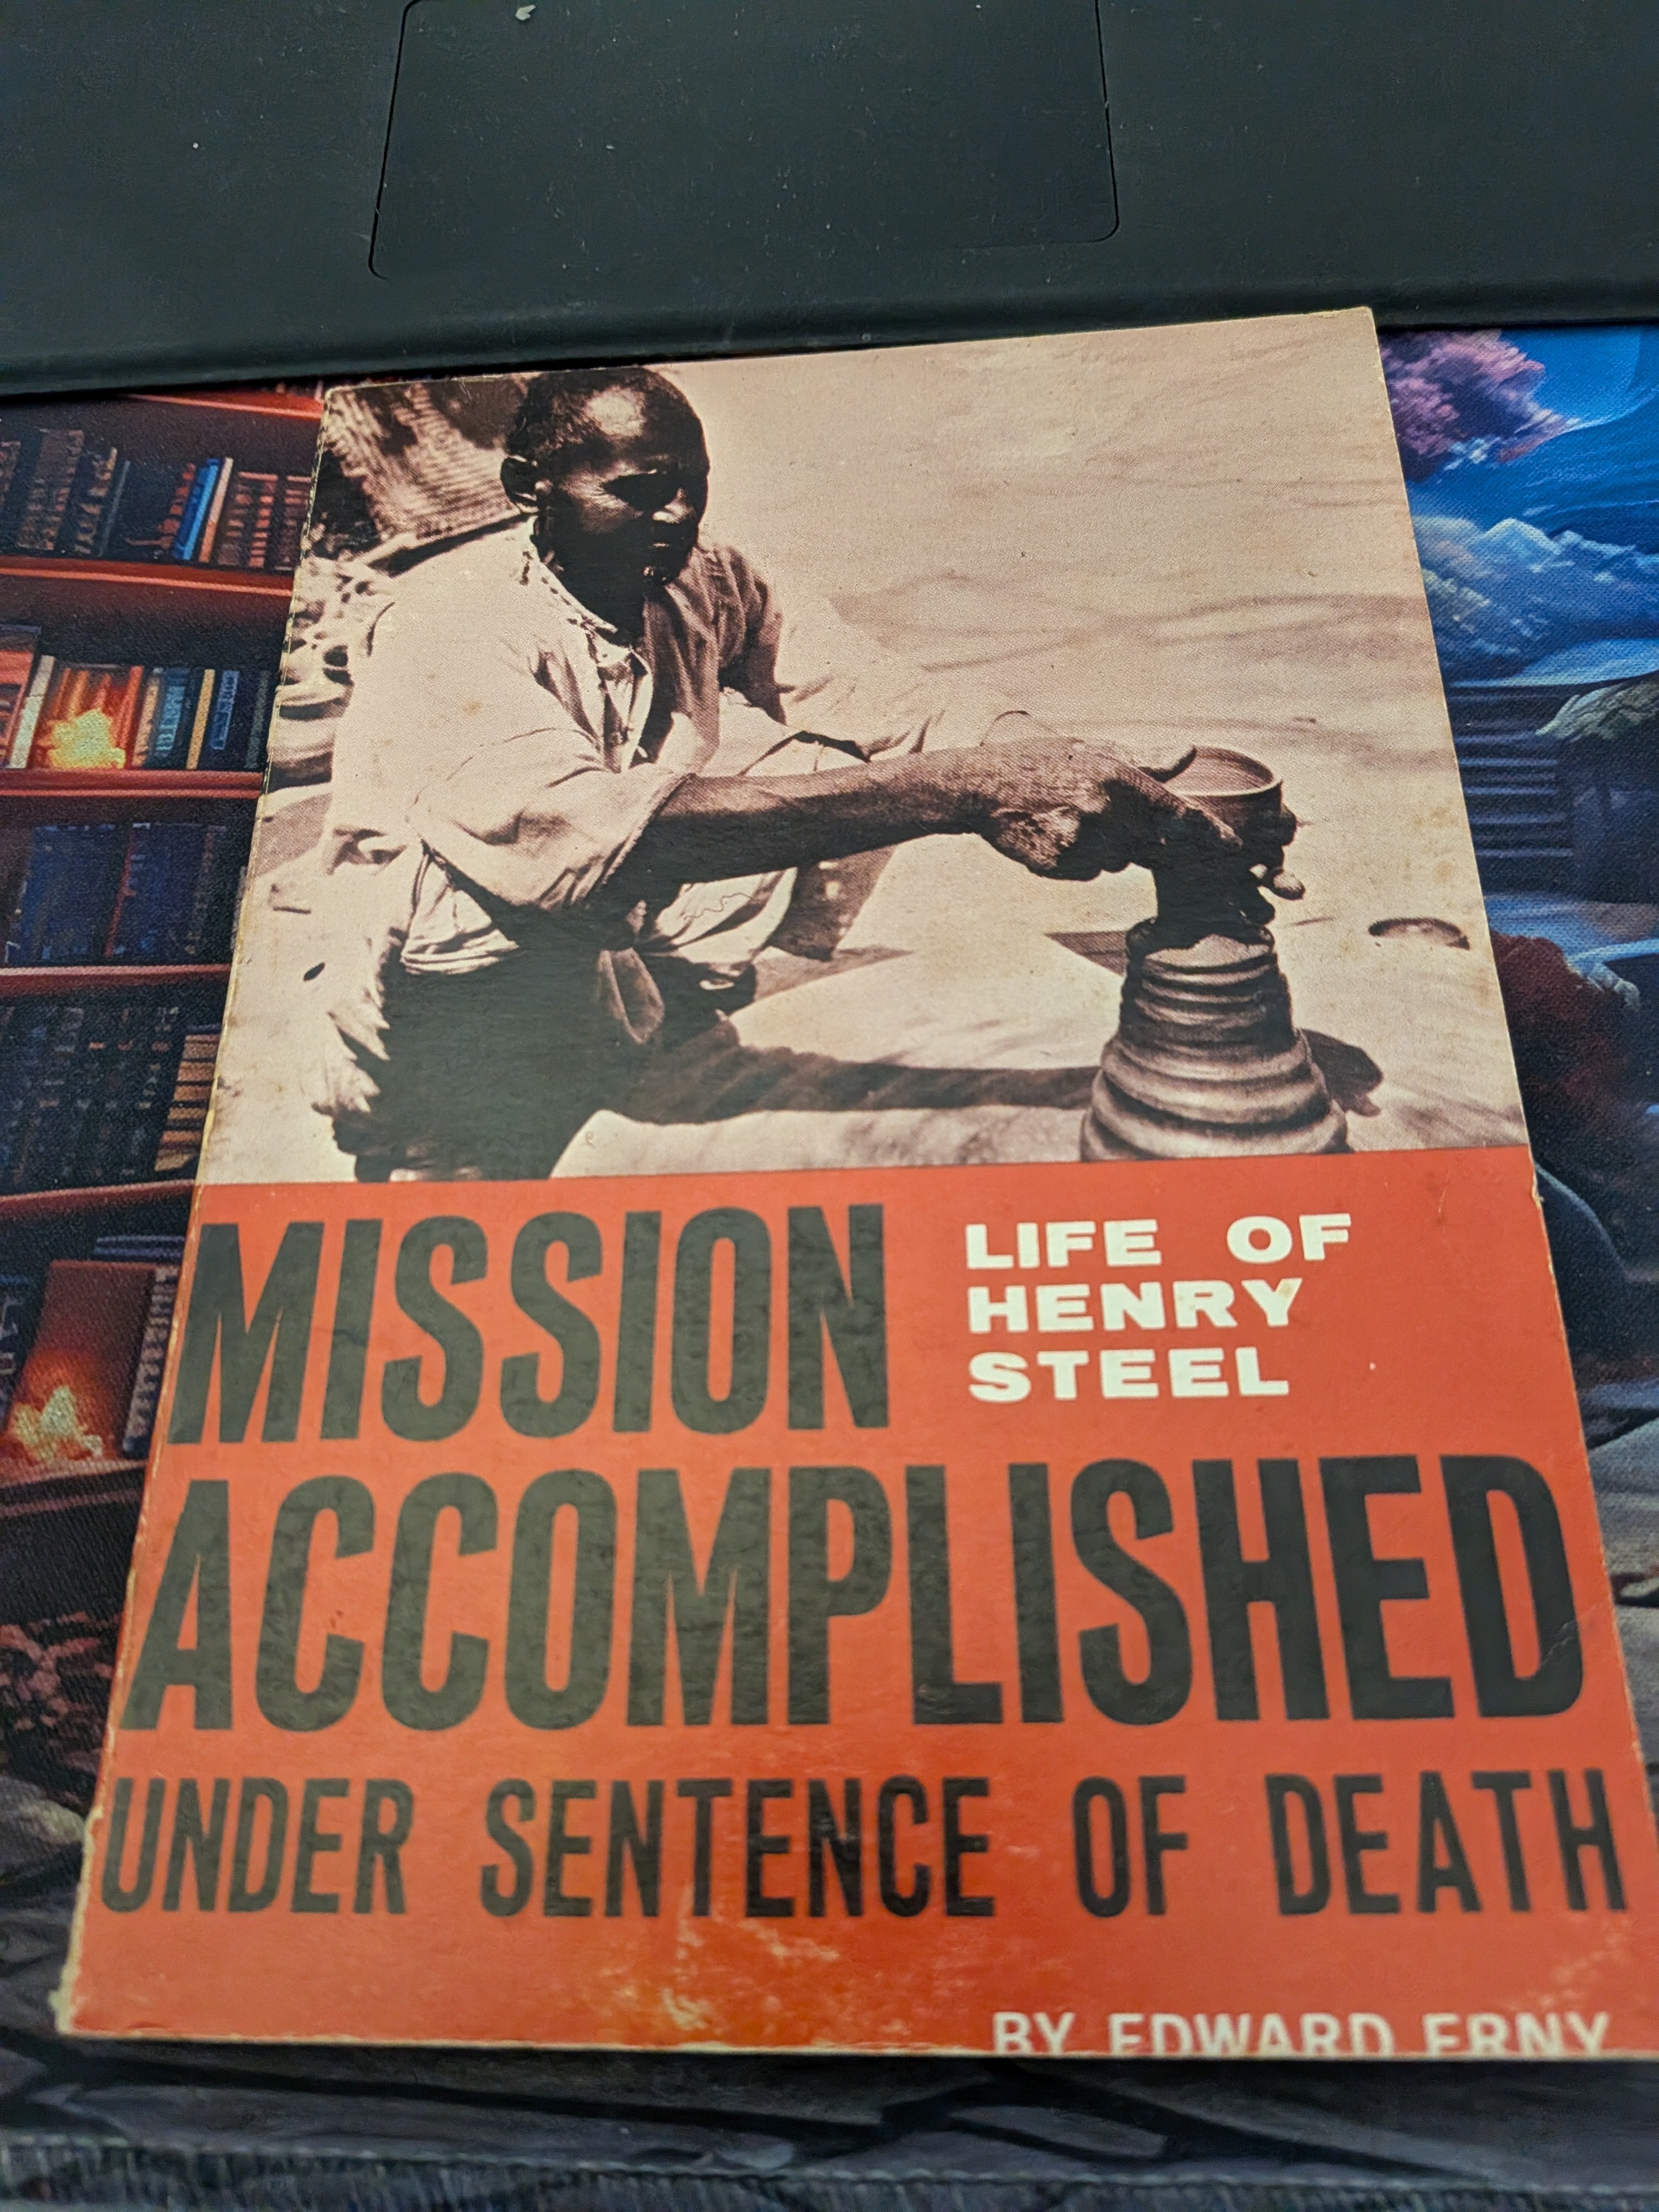 MISSION
LIFE OF
HENRY
STEEL
ACCOMPLISHED
UNDER SENTENCE OF DEATH
BY EDWARD ERNY